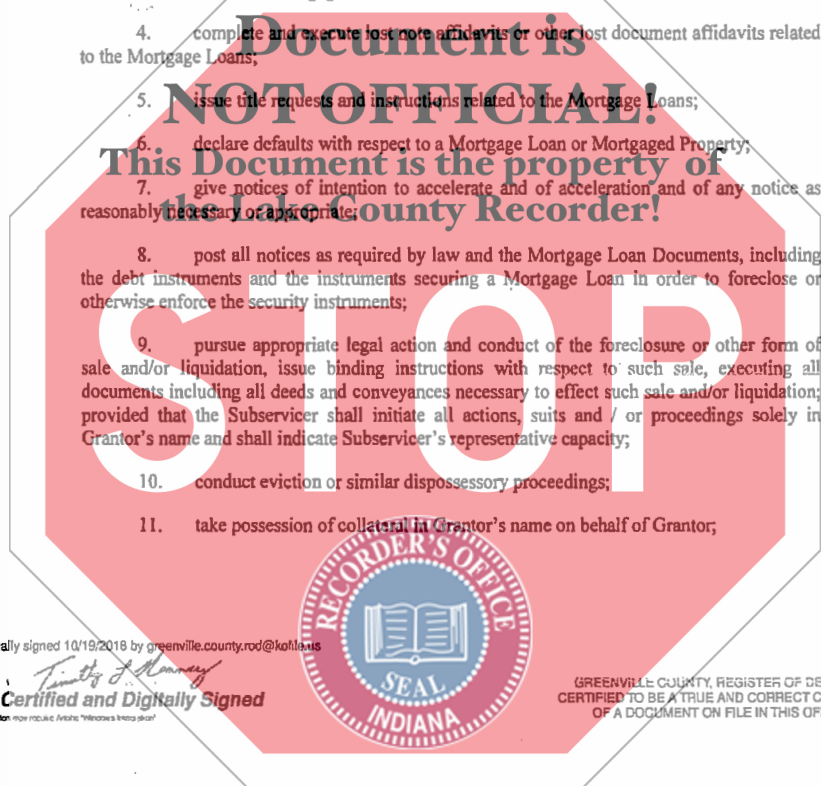 Document is
4. complete and execute lost note affidavits or other lost document affidavits related
to the Mortgage Loans;
NOT OFFICIAL!
5. issue title requests and instructions related to the Mortgage Loans;
6. declare defaults with respect to a Mortgage Loan or Mortgaged Property;
This Document is the property of
7. give notices of intention to accelerate and of acceleration and of any notice as
reasonably necessary or appropriate;
the Lake County Recorder!
8. post all notices as required by law and the Mortgage Loan Documents, including
the debt instruments and the instruments securing a Mortgage Loan in order to foreclose or
otherwise enforce the security instruments;
STOP
9. pursue appropriate legal action and conduct of the foreclosure or other form of
sale and/or liquidation, issue binding instructions with respect to such sale, executing all
documents including all deeds and conveyances necessary to effect such sale and/or liquidation;
provided that the Subservicer shall initiate all actions, suits and / or proceedings solely in
Grantor's name and shall indicate Subservicer's representative capacity;
10. conduct eviction or similar dispossessory proceedings;
11. take possession of collateral in Grantor's name on behalf of Grantor;
RECORDER'S OFFICE
SEAL
INDIANA
ally signed 10/19/2018 by greenville.county.rod@kofile.us
Certified and Digitally Signed
GREENVILLE COUNTY, REGISTER OF DE
CERTIFIED TO BE A TRUE AND CORRECT C
OF A DOCUMENT ON FILE IN THIS OF